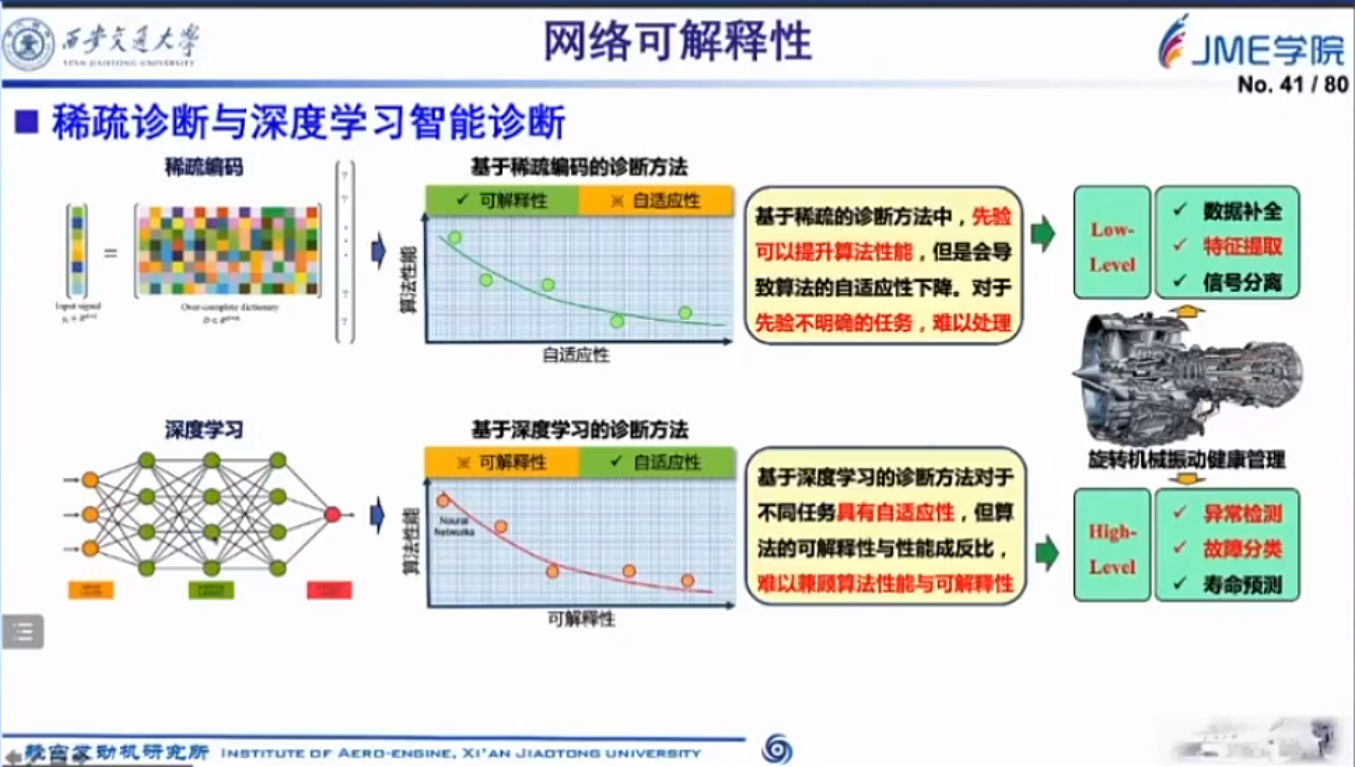 西安交通大学
XI'AN JIAOTONG UNIVERSITY
网络可解释性
JME学院
No. 41 / 80
稀疏诊断与深度学习智能诊断
稀疏编码
=
?
?
?
?
Input signal
Over-complete dictionary
基于稀疏编码的诊断方法
✓ 可解释性
※ 自适应性
算法性能
自适应性
基于稀疏的诊断方法中，先验
可以提升算法性能，但是会导
致算法的自适应性下降。对于
先验不明确的任务，难以处理
Low-
Level
✓ 数据补全
✓ 特征提取
✓ 信号分离
旋转机械振动健康管理
深度学习
基于深度学习的诊断方法
※ 可解释性
✓ 自适应性
Neural
Networks
算法性能
可解释性
基于深度学习的诊断方法对于
不同任务具有自适应性，但算
法的可解释性与性能成反比，
难以兼顾算法性能与可解释性
High-
Level
✓ 异常检测
✓ 故障分类
✓ 寿命预测
航空发动机研究所 INSTITUTE OF AERO-ENGINE, XI'AN JIAOTONG UNIVERSITY